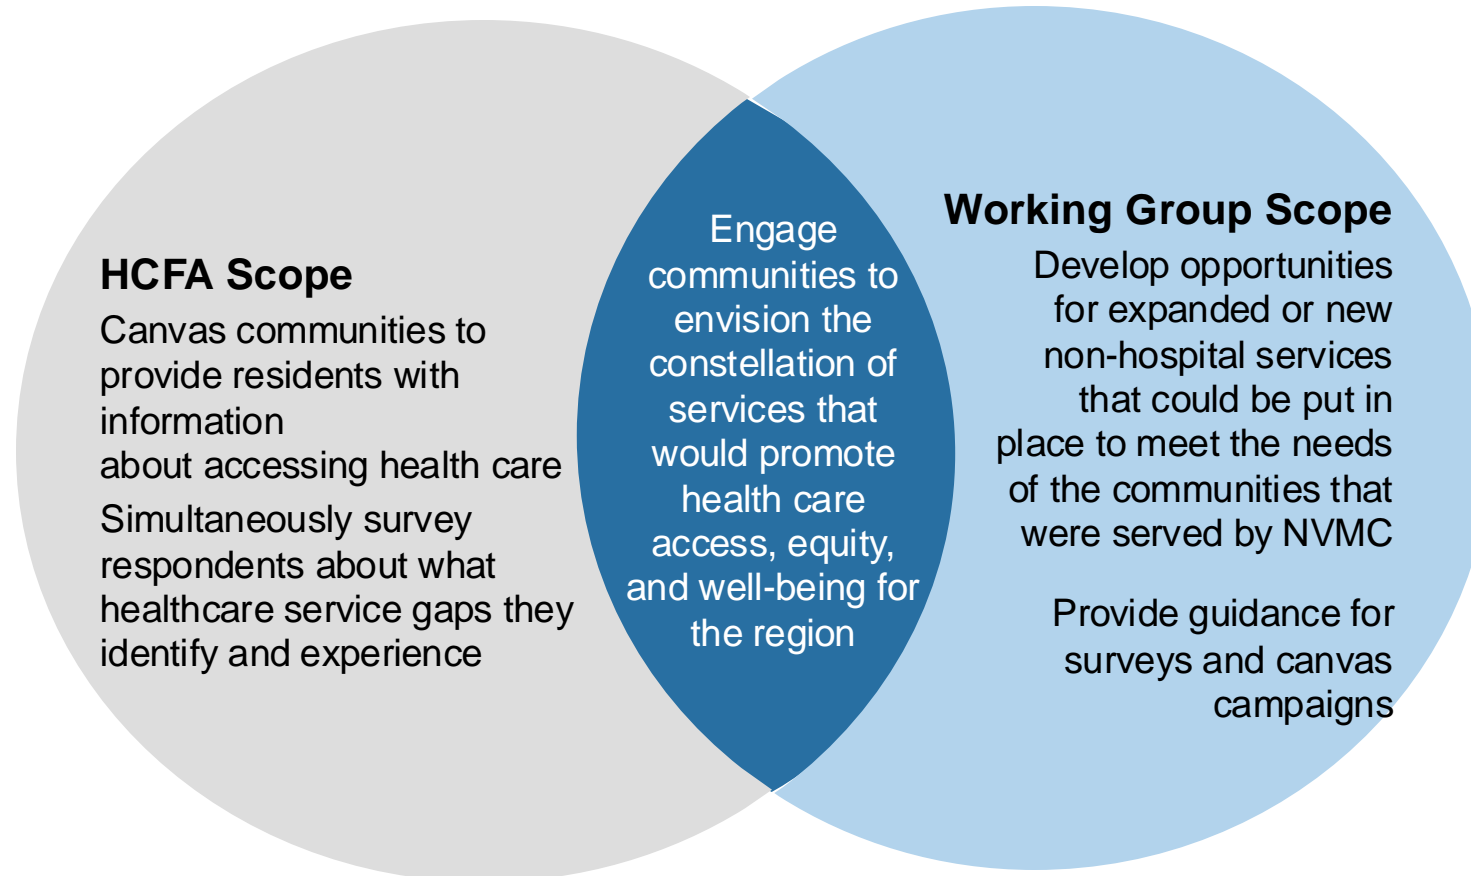 HCFA Scope
Canvas communities to
provide residents with
information
about accessing health care
Simultaneously survey
respondents about what
healthcare service gaps they
identify and experience
Engage
communities to
envision the
constellation of
services that
would promote
health care
access, equity,
and well-being for
the region
Working Group Scope
Develop opportunities
for expanded or new
non-hospital services
that could be put in
place to meet the needs
of the communities that
were served by NVMC
Provide guidance for
surveys and canvas
campaigns